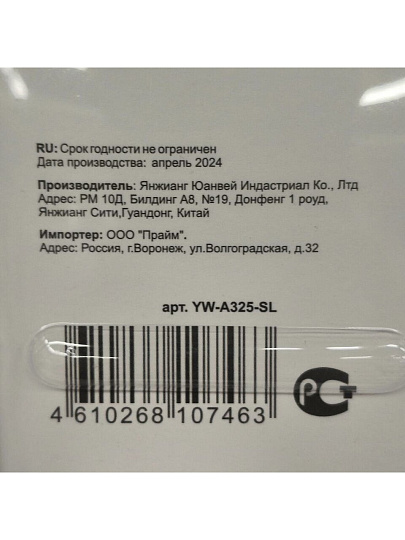 RU: Срок годности не ограничен
Дата производства: апрель 2024
Производитель: Янжианг Юанвей Индастриал Ко., Лтд
Адрес: РМ 10Д, Билдинг А8, №19, Донфенг 1 роуд,
Янжианг Сити,Гуандонг, Китай
Импортер: ООО "Прайм".
Адрес: Россия, г.Воронеж, ул.Волгоградская, д.32
арт. YW-A325-SL
4 610268 107463
РСТ